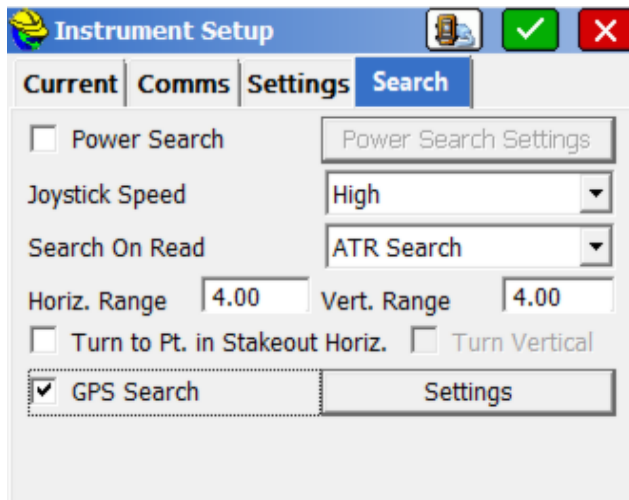 Instrument Setup
Current Comms Settings Search
Power Search Power Search Settings
Joystick Speed High
Search On Read ATR Search
Horiz. Range 4.00 Vert. Range 4.00
Turn to Pt. in Stakeout Horiz. Turn Vertical
GPS Search Settings